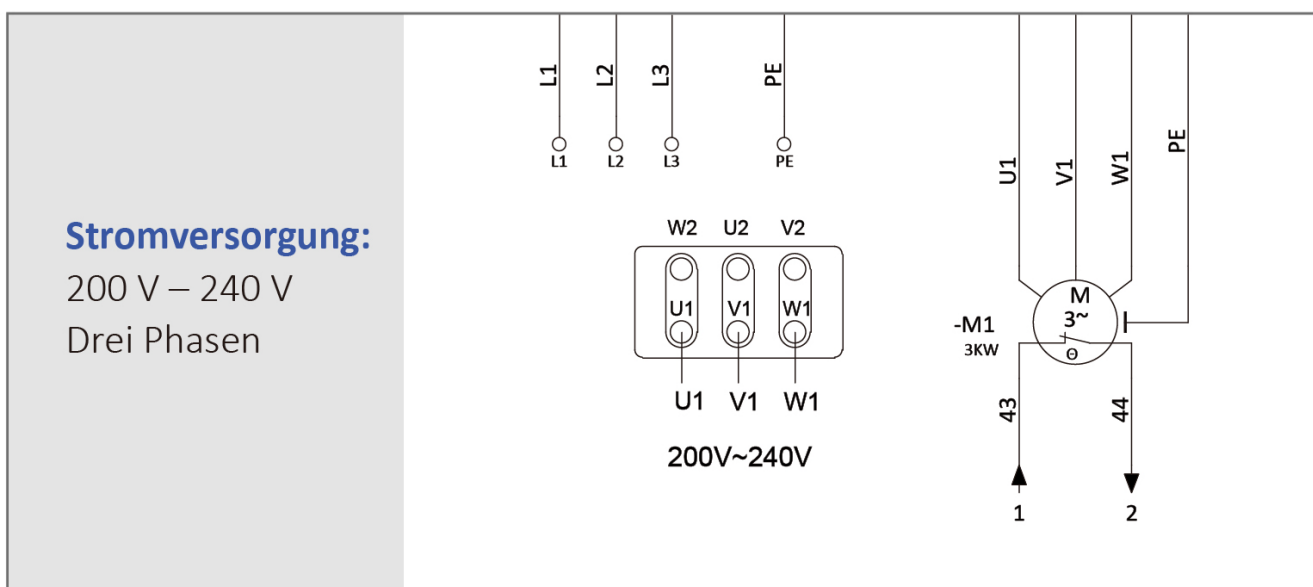 Stromversorgung:
200 V – 240 V
Drei Phasen
L1 L2 L3 PE
L1 L2 L3 PE
W2 U2 V2
U1 V1 W1
U1 V1 W1
200V~240V
U1 V1 W1 PE
M
3~
-M1
3KW
Θ
43 44
1 2